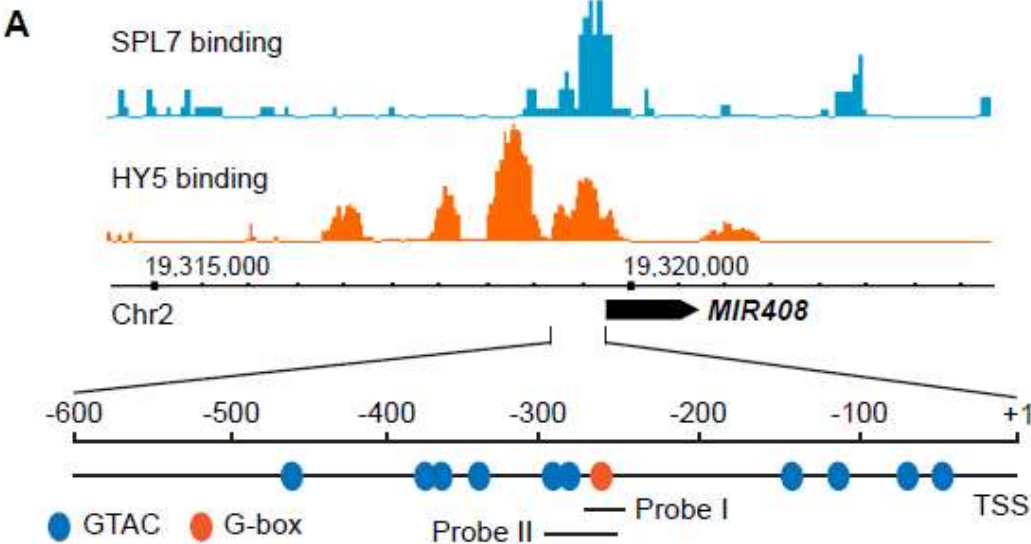 A
SPL7 binding
HY5 binding
19,315,000 19,320,000
Chr2 MIR408
-600 -500 -400 -300 -200 -100 +1
TSS
GTAC G-box Probe I
Probe II